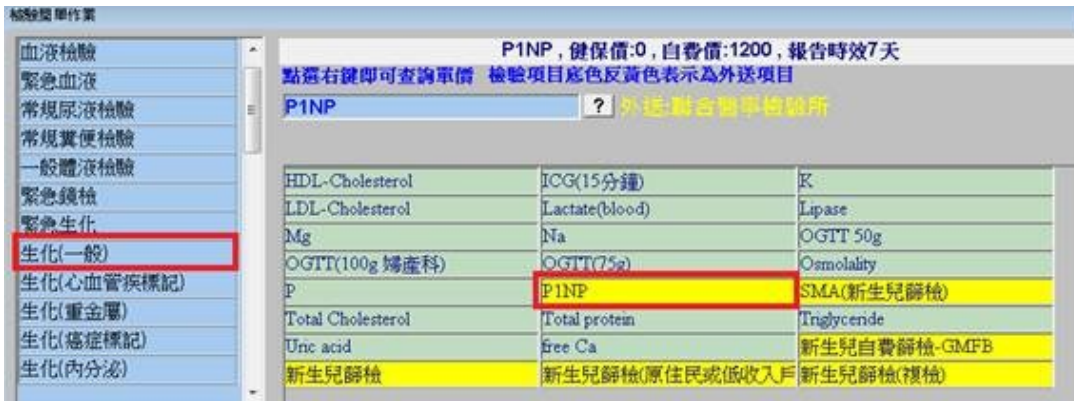 檢驗簡單作業
血液檢驗
緊急血液
常規尿液檢驗
常規糞便檢驗
一般體液檢驗
緊急鏡檢
緊急生化
生化(一般)
生化(心血管疾標記)
生化(重金屬)
生化(癌症標記)
生化(內分泌)
P1NP , 健保價:0 , 自費價:1200 , 報告時效7天
點選右鍵即可查詢單價 檢驗項目底色反黃色表示為外送項目
P1NP ? 外送:聯合醫事檢驗所
HDL-Cholesterol ICG(15分鐘) K
LDL-Cholesterol Lactate(blood) Lipase
Mg Na OGTT 50g
OGTT(100g 婦產科) OGTT(75g) Osmolality
P P1NP SMA(新生兒篩檢)
Total Cholesterol Total protein Triglyceride
Uric acid free Ca 新生兒自費篩檢-GMFB
新生兒篩檢 新生兒篩檢(原住民或低收入戶 新生兒篩檢(複檢)